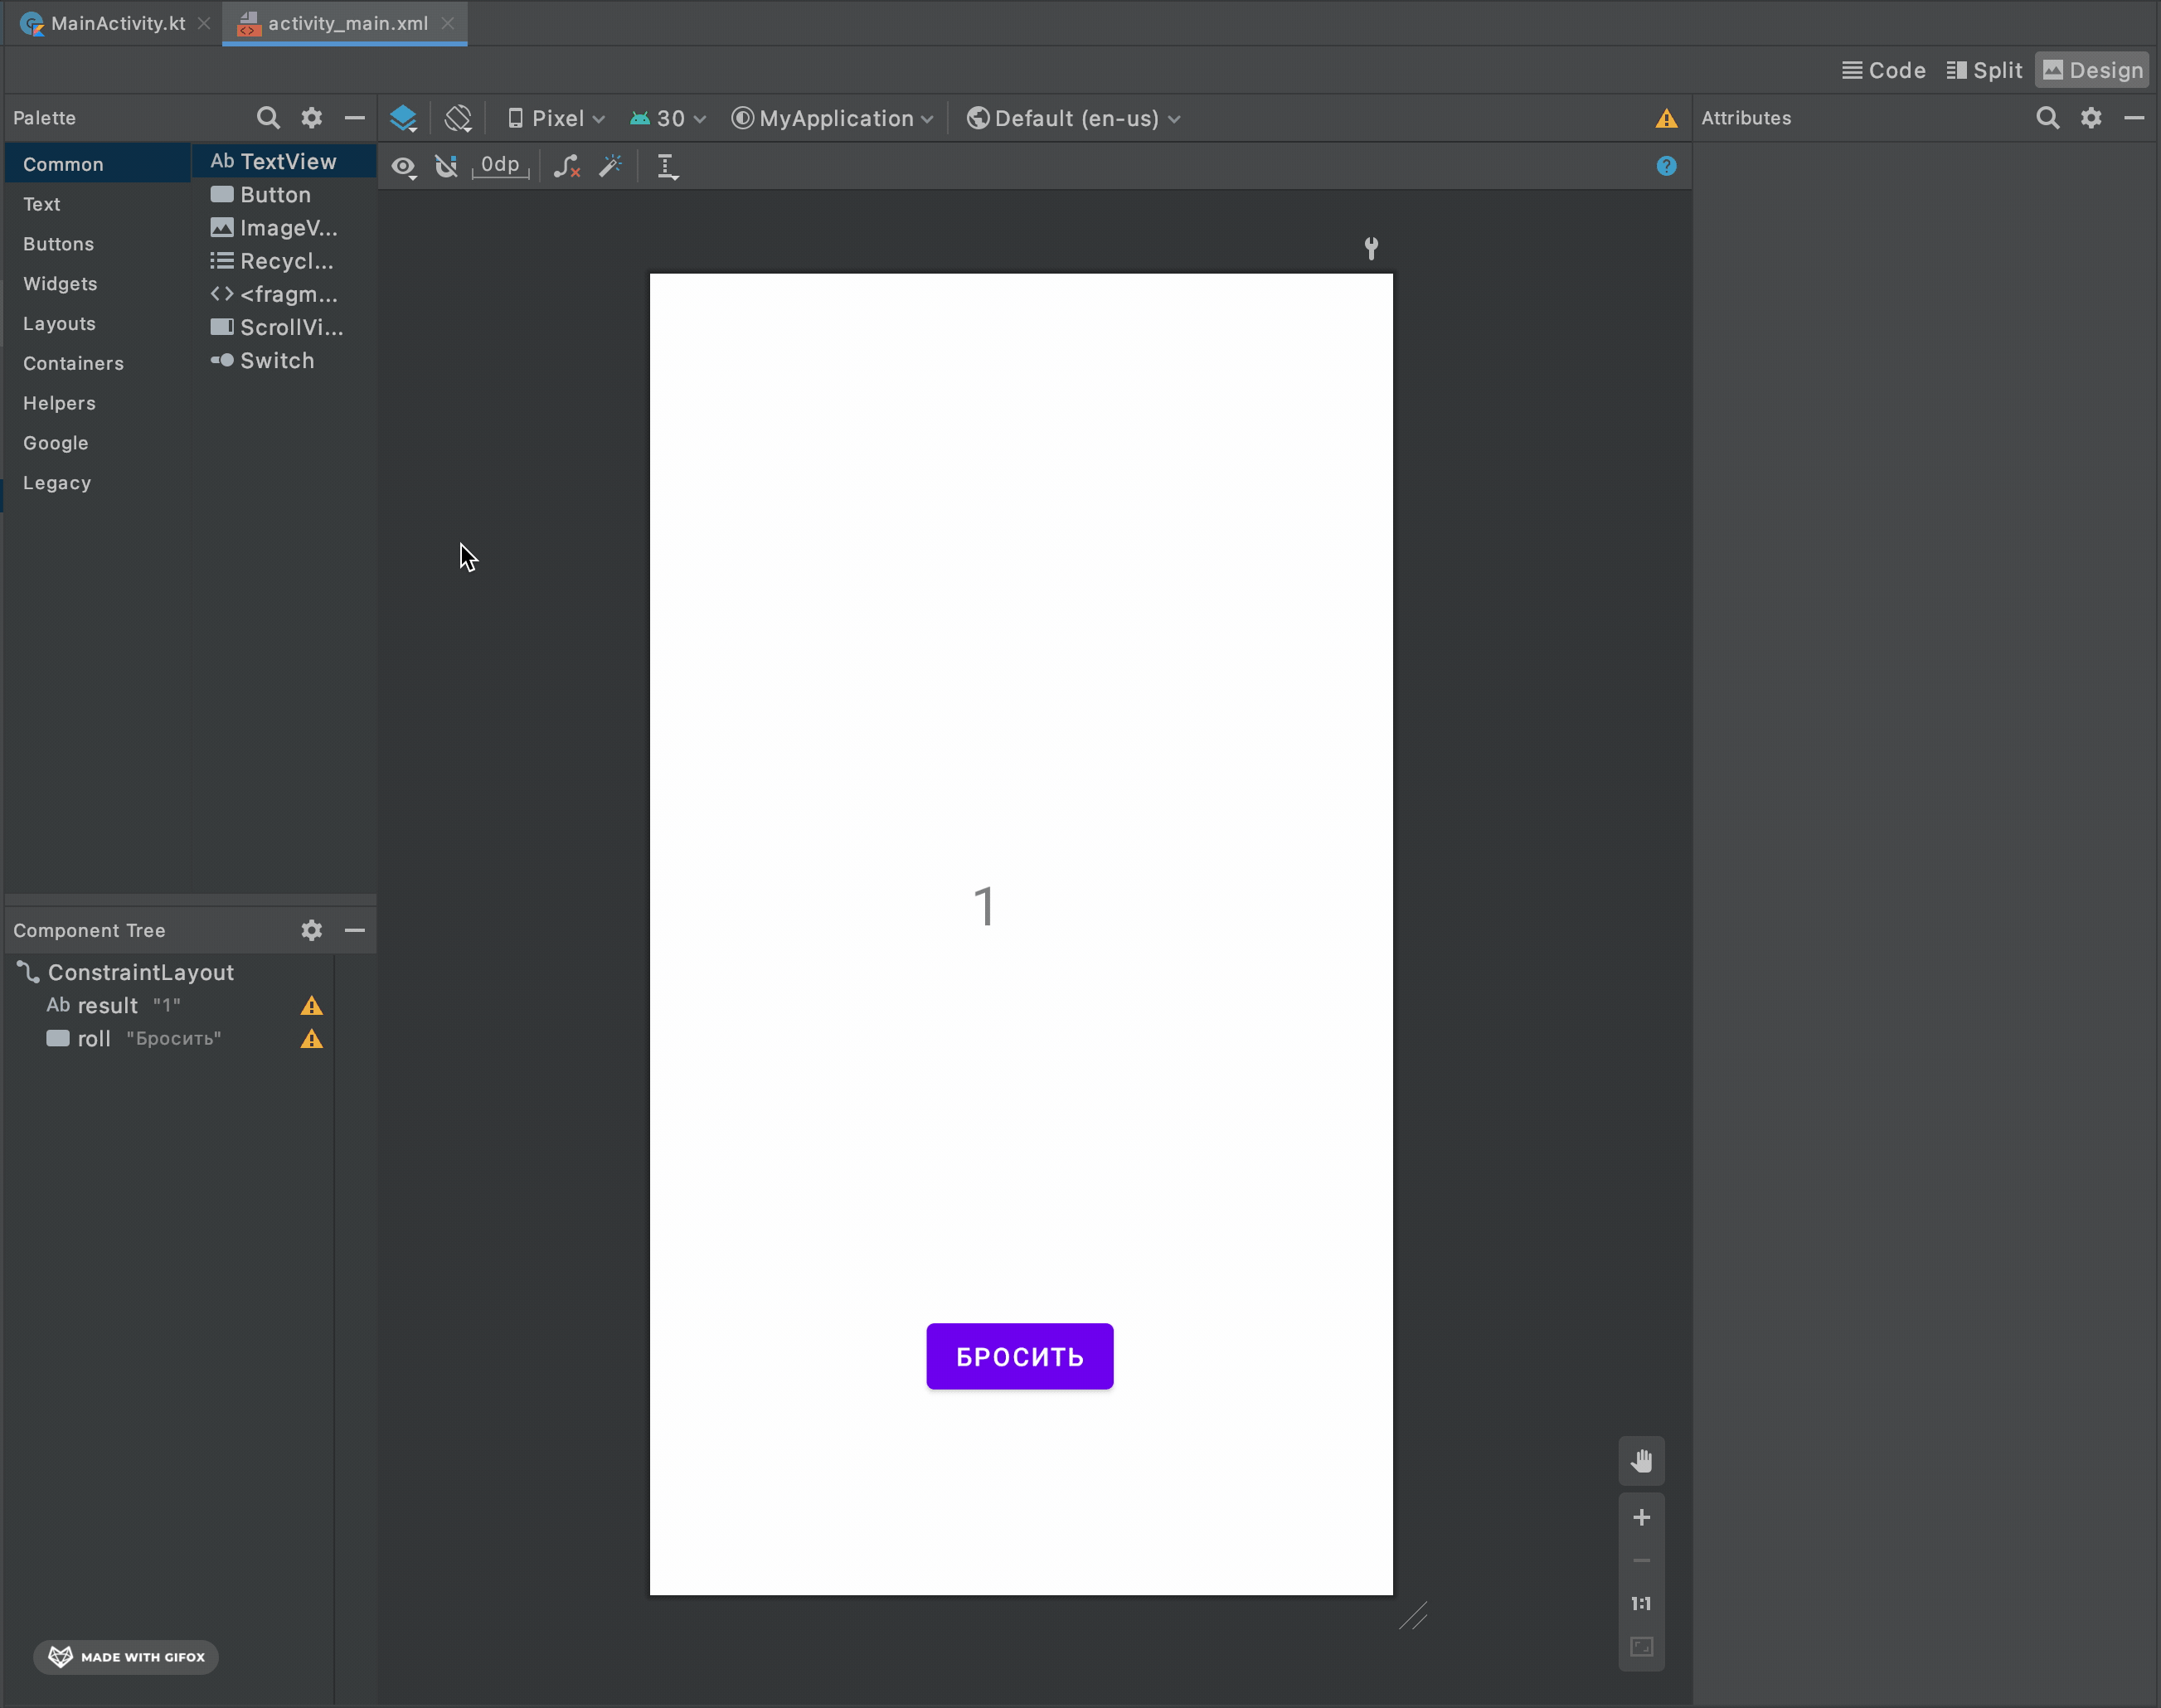 MainActivity.kt
activity_main.xml
Code
Split
Design
Palette
Pixel
30
MyApplication
Default (en-us)
Attributes
0dp
?
Common
Text
Buttons
Widgets
Layouts
Containers
Helpers
Google
Legacy
Ab TextView
Button
ImageV...
Recycl...
<> <fragm...
ScrollVi...
Switch
1
БРОСИТЬ
Component Tree
ConstraintLayout
Ab result "1"
roll "Бросить"
1:1
MADE WITH GIFOX